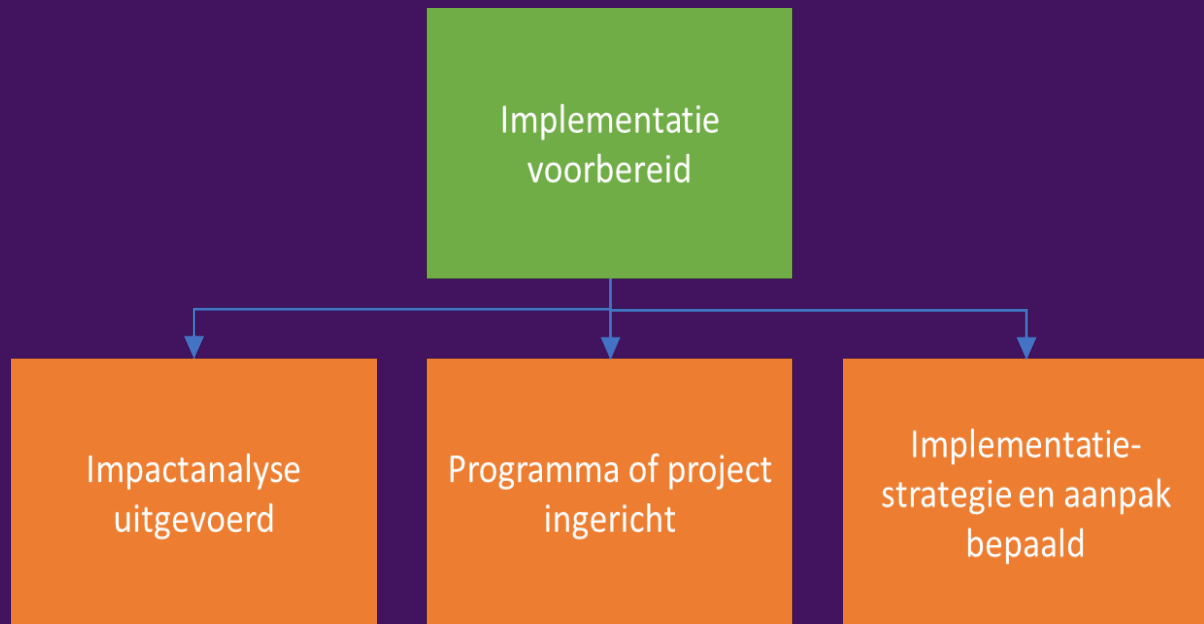 Implementatie
voorbereid
Impactanalyse
uitgevoerd
Programma of project
ingericht
Implementatie-
strategie en aanpak
bepaald